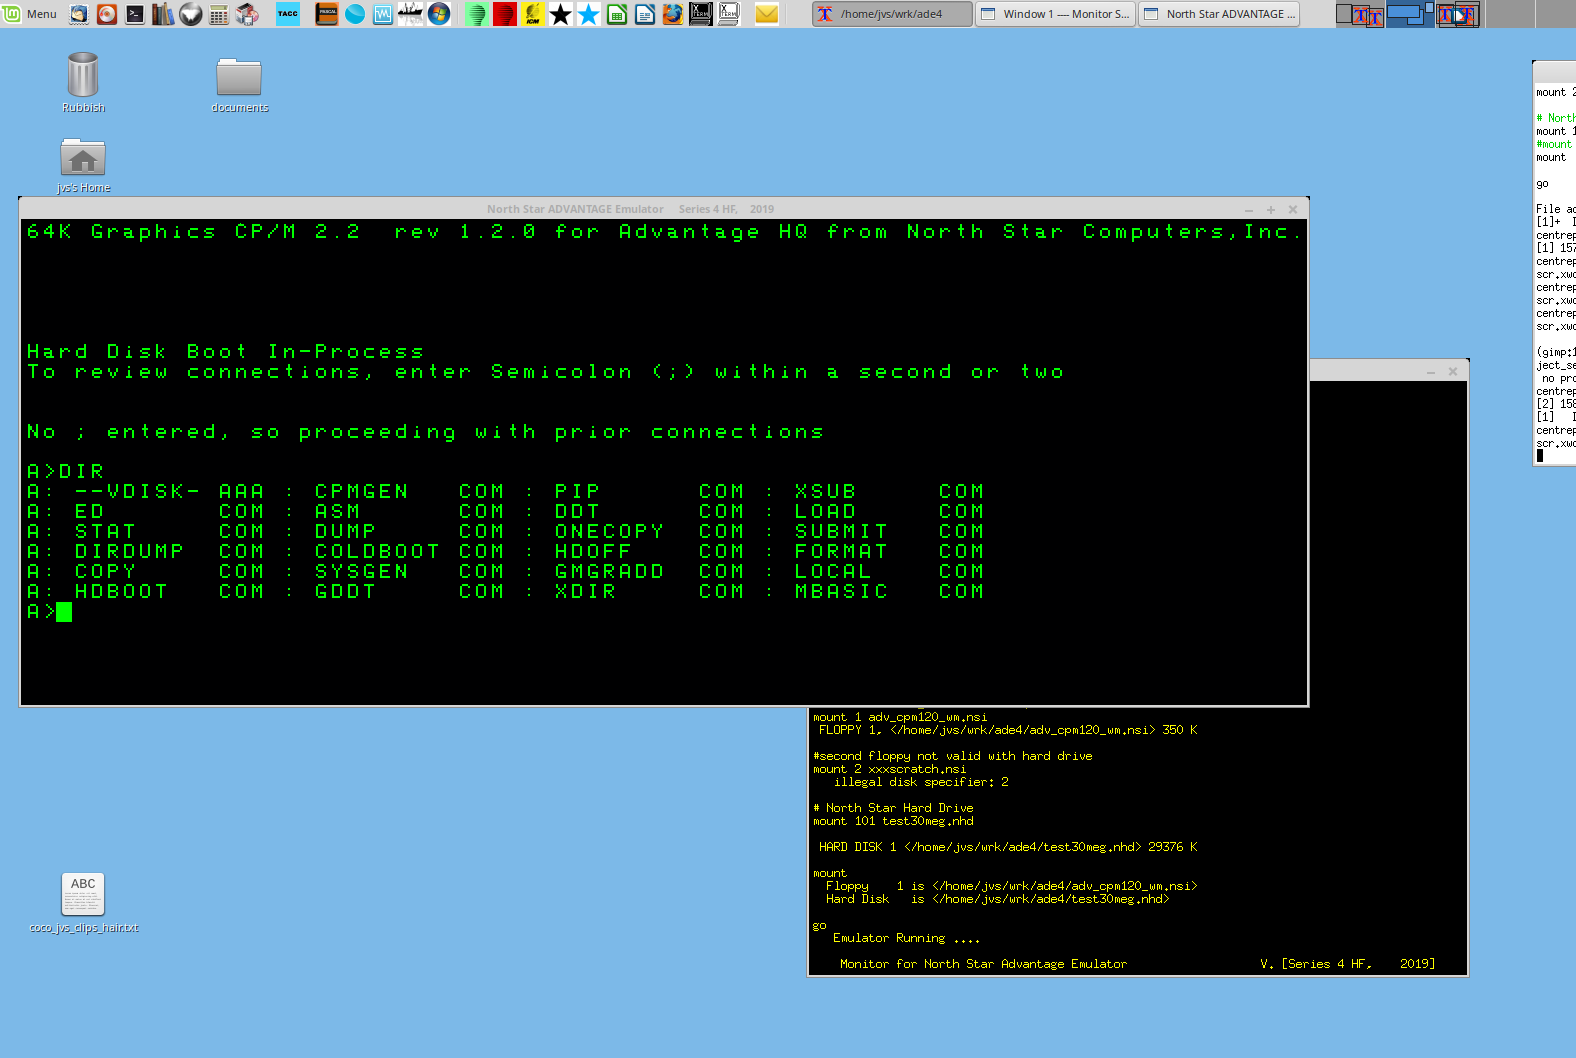 Menu
TACC
PASCAL
ICM
X TERM
X TERM
/home/jvs/wrk/ade4
Window 1 ---- Monitor S...
North Star ADVANTAGE ...
Rubbish
documents
jvs's Home
North Star ADVANTAGE Emulator Series 4 HF, 2019
64K Graphics CP/M 2.2 rev 1.2.0 for Advantage HQ from North Star Computers,Inc.
Hard Disk Boot In-Process
To review connections, enter Semicolon (;) within a second or two
No ; entered, so proceeding with prior connections
A>DIR
A: --VDISK- AAA : CPMGEN COM : PIP COM : XSUB COM
A: ED COM : ASM COM : DDT COM : LOAD COM
A: STAT COM : DUMP COM : ONECOPY COM : SUBMIT COM
A: DIRDUMP COM : COLDBOOT COM : HDOFF COM : FORMAT COM
A: COPY COM : SYSGEN COM : GMGRADD COM : LOCAL COM
A: HDBOOT COM : GDDT COM : XDIR COM : MBASIC COM
A>
mount 1 adv_cpm120_wm.nsi
FLOPPY 1, </home/jvs/wrk/ade4/adv_cpm120_wm.nsi> 350 K
#second floppy not valid with hard drive
mount 2 xxxscratch.nsi
illegal disk specifier: 2
# North Star Hard Drive
mount 101 test30meg.nhd
HARD DISK 1 </home/jvs/wrk/ade4/test30meg.nhd> 29376 K
mount
Floppy 1 is </home/jvs/wrk/ade4/adv_cpm120_wm.nsi>
Hard Disk is </home/jvs/wrk/ade4/test30meg.nhd>
go
Emulator Running ....
Monitor for North Star Advantage Emulator V. [Series 4 HF, 2019]
mount 2
# North
mount 1
#mount
mount
go
File ad
[1]+ I
centrep
[1] 157
centrep
scr.xwd
centrep
scr.xwd
centrep
scr.xwd
(gimp:1
ject_se
no pro
centrep
[2] 158
[1] I
centrep
scr.xwd
ABC
coco_jvs_clips_hair.txt